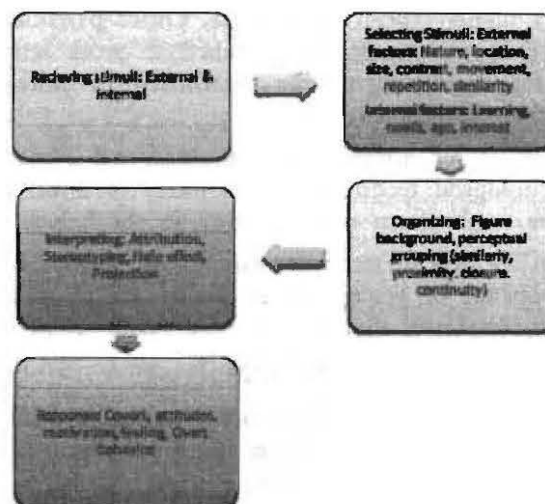 Recieving stimuli: External &
Internal
Selecting Stimuli: External
factors: Nature, location,
size, contrast, movement,
repetition, similarity
Internal factors: Learning,
needs, age, interest
Organizing: Figure
background, perceptual
grouping (similarity,
proximity, closure,
continuity)
Interpreting: Attribution,
Stereotyping, Halo effect,
Projection
Response: Covert, attitudes,
motivation, feeling, Overt
behavior